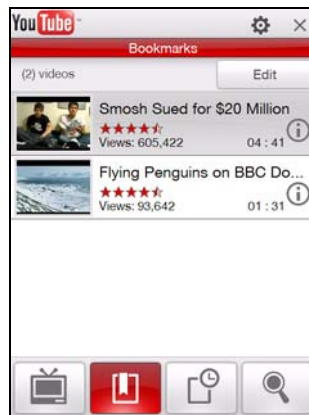 YouTube
Bookmarks
(2) videos
Edit
Smosh Sued for $20 Million
Views: 605,422
04 : 41
Flying Penguins on BBC Do...
Views: 93,642
01 : 31